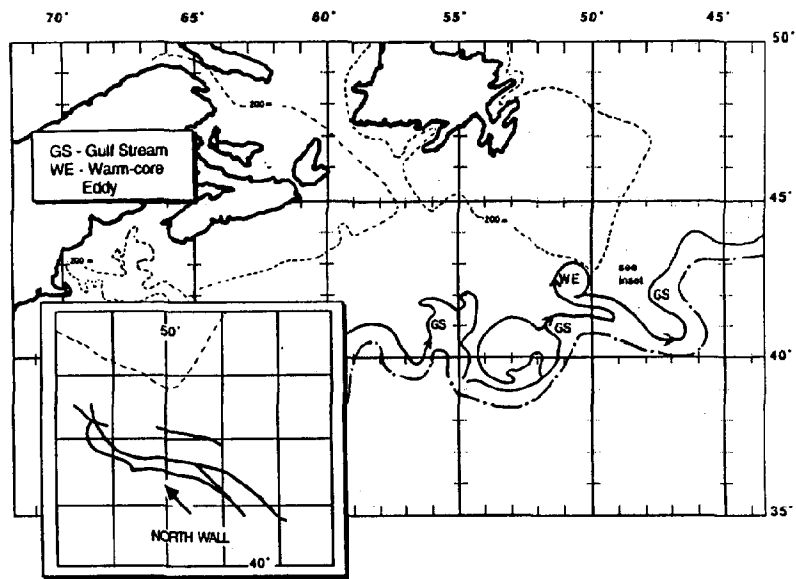 70° 65° 60° 55° 50° 45°
50°
200 m
GS - Gulf Stream
WE - Warm-core
Eddy
45°
200 m
200 m
see
inset
WE
GS
GS
GS
50°
40°
NORTH WALL
40°
35°